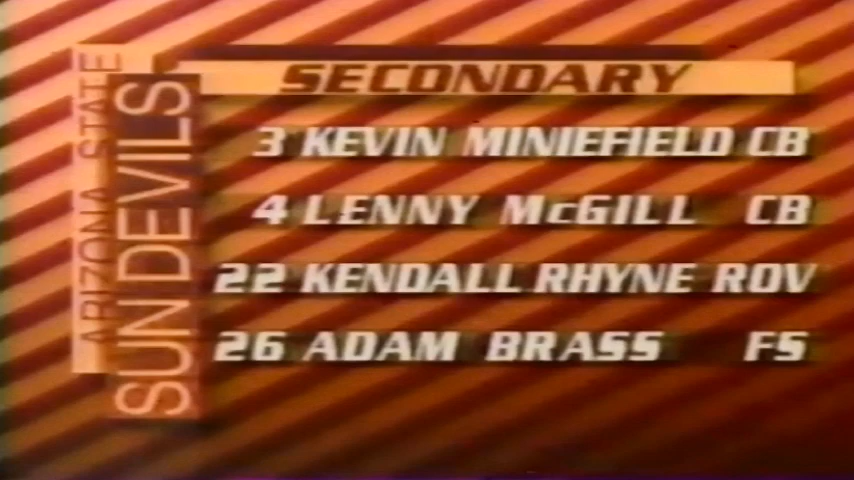 ARIZONA STATE
SUN DEVILS
SECONDARY
3 KEVIN MINIEFIELD CB
4 LENNY McGILL CB
22 KENDALL RHYNE ROV
26 ADAM BRASS FS